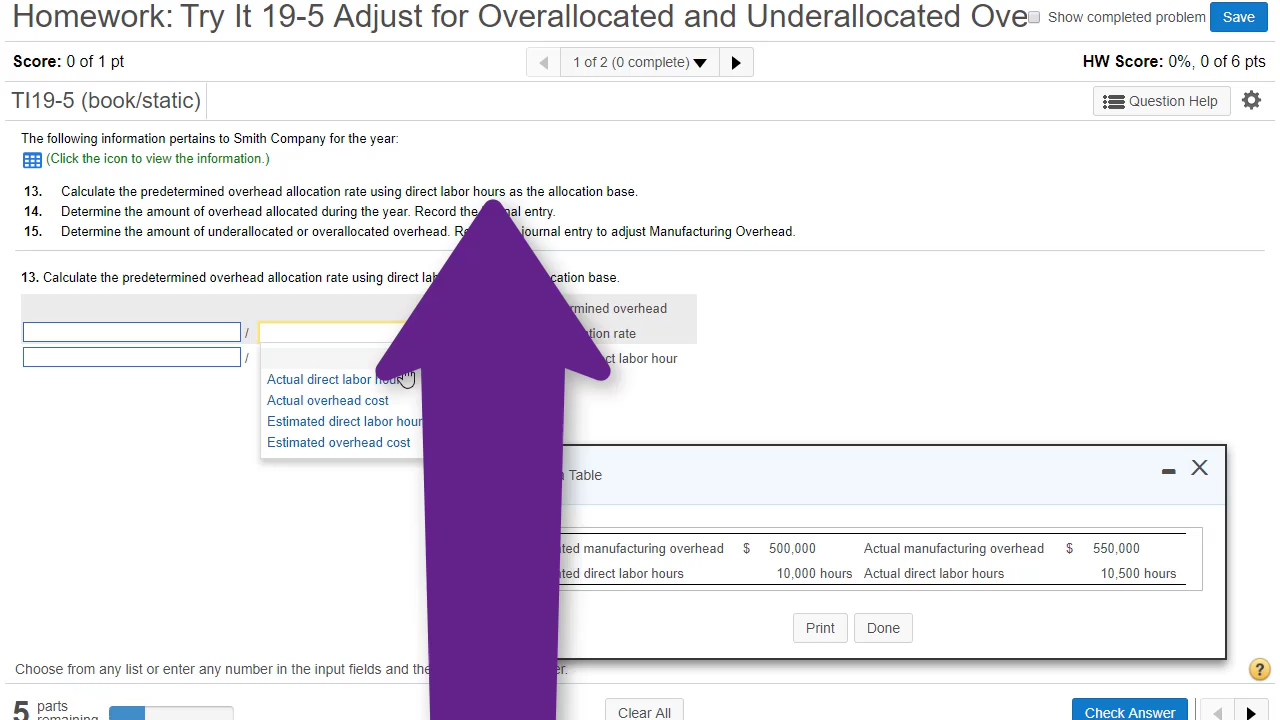 Homework: Try It 19-5 Adjust for Overallocated and Underallocated Ove
Show completed problem
Save
Score: 0 of 1 pt
1 of 2 (0 complete)
HW Score: 0%, 0 of 6 pts
TI19-5 (book/static)
Question Help
The following information pertains to Smith Company for the year:
(Click the icon to view the information.)
13. Calculate the predetermined overhead allocation rate using direct labor hours as the allocation base.
14. Determine the amount of overhead allocated during the year. Record the nal entry.
15. Determine the amount of underallocated or overallocated overhead. Re journal entry to adjust Manufacturing Overhead.
13. Calculate the predetermined overhead allocation rate using direct lab cation base.
rmined overhead
/ tion rate
/ ct labor hour
Actual direct labor hours
Actual overhead cost
Estimated direct labor hour
Estimated overhead cost
Table
ted manufacturing overhead $ 500,000 Actual manufacturing overhead $ 550,000
ted direct labor hours 10,000 hours Actual direct labor hours 10,500 hours
Print
Done
Choose from any list or enter any number in the input fields and the er.
?
5 parts
remaining
Clear All
Check Answer